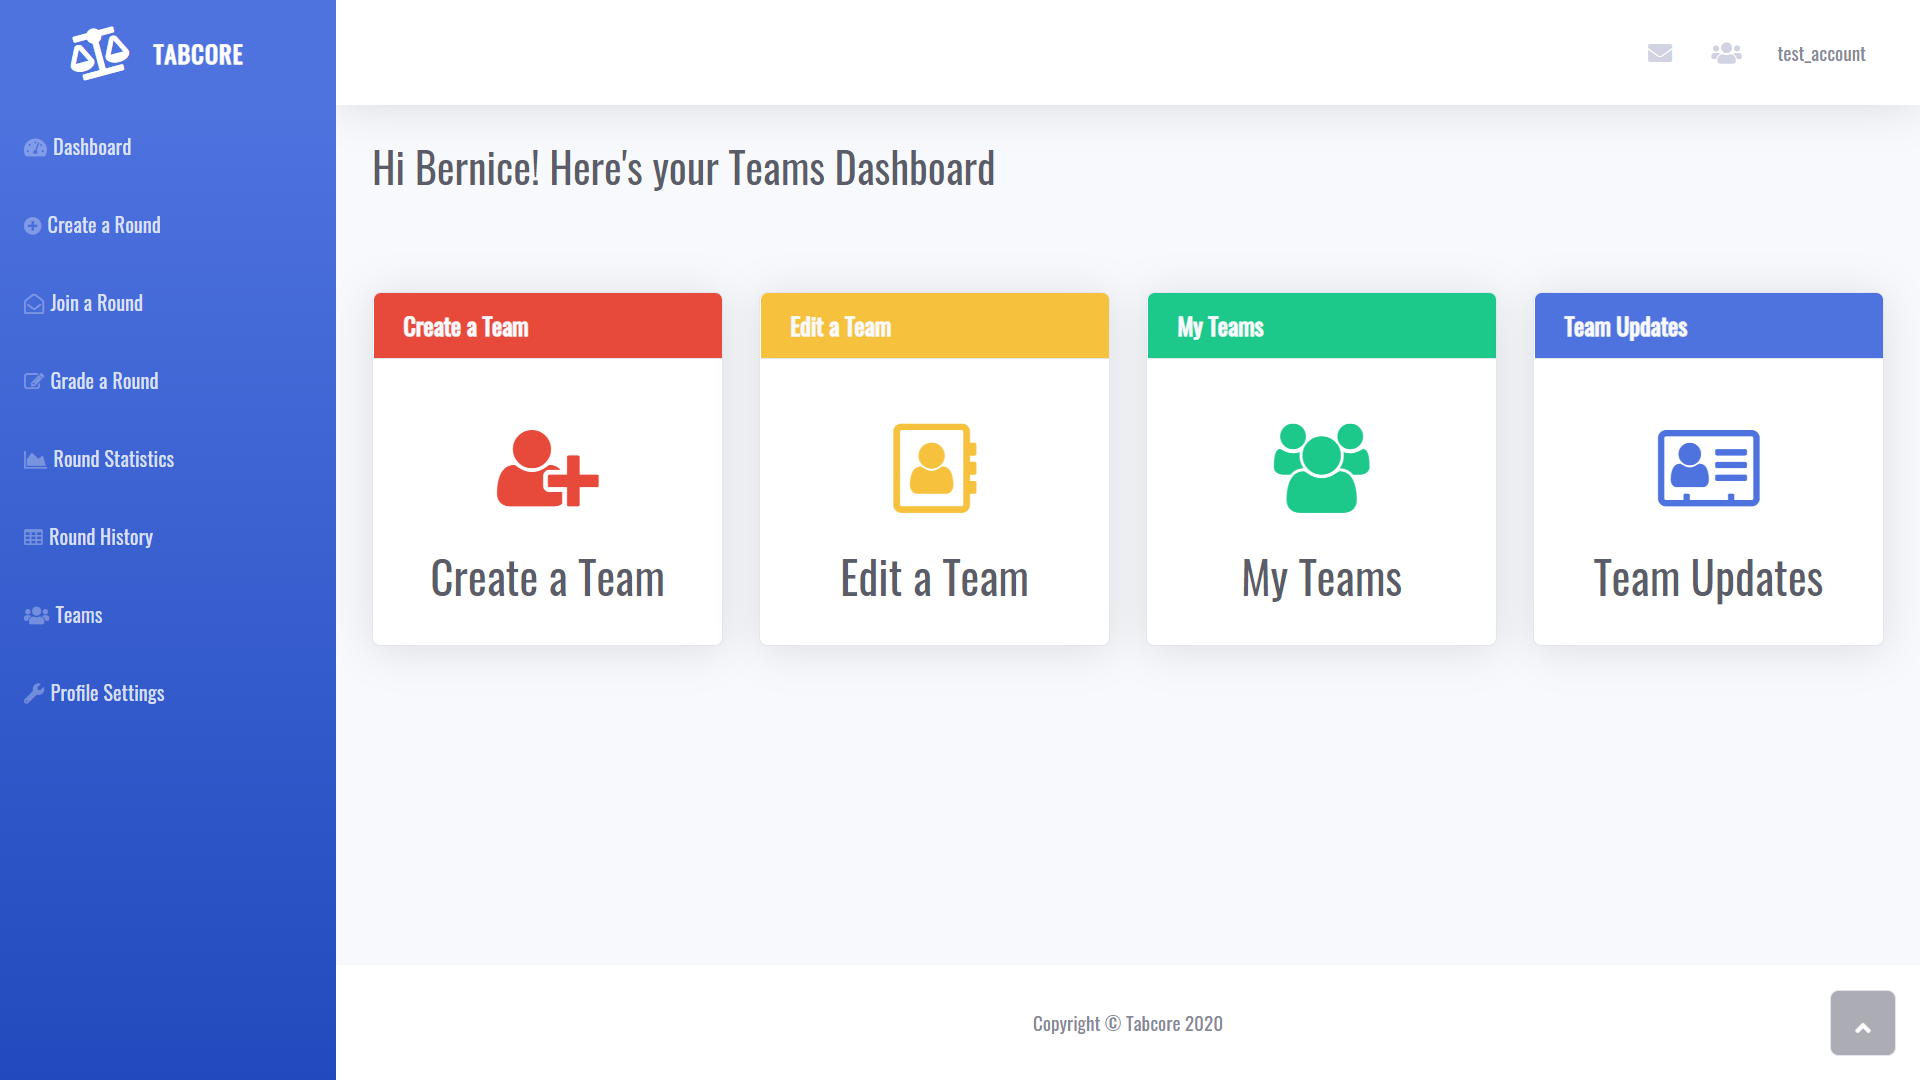 TABCORE
test_account
Dashboard
Create a Round
Join a Round
Grade a Round
Round Statistics
Round History
Teams
Profile Settings
Hi Bernice! Here's your Teams Dashboard
Create a Team
Create a Team
Edit a Team
Edit a Team
My Teams
My Teams
Team Updates
Team Updates
Copyright © Tabcore 2020